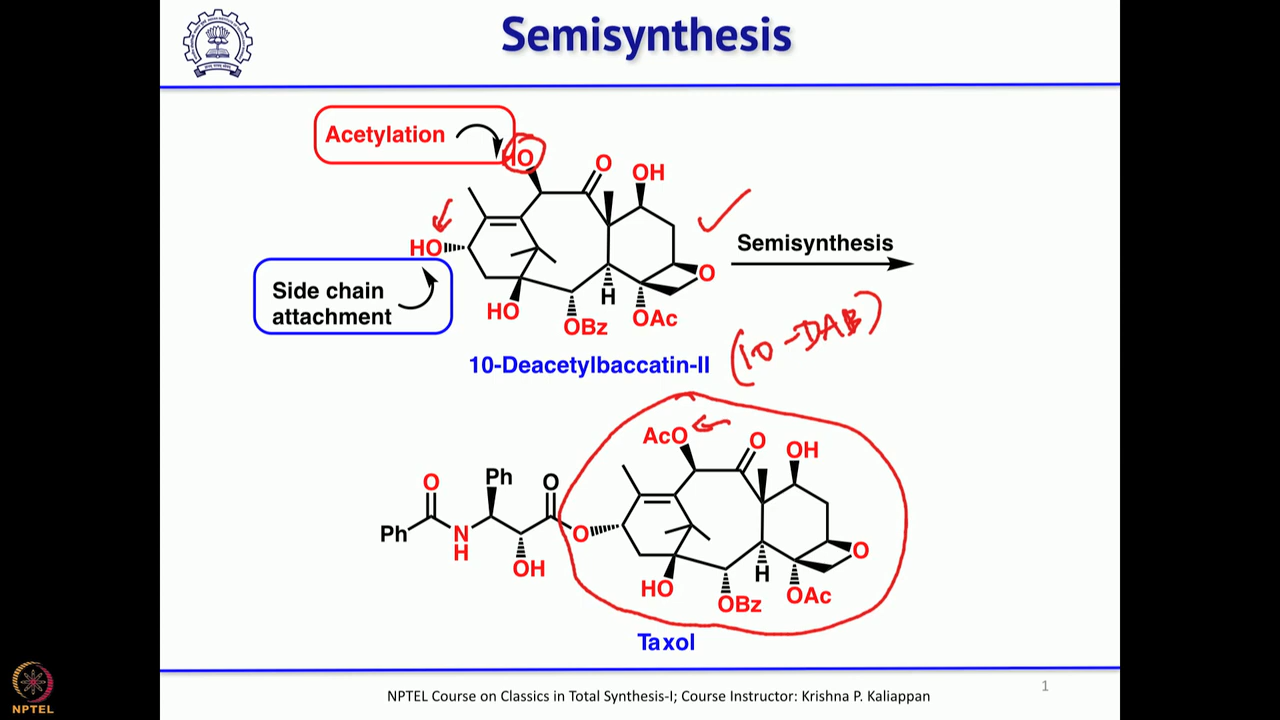 Semisynthesis
Acetylation
HO
O
OH
HO
Semisynthesis
O
Side chain
attachment
H
HO
OBz
OAc
(10-DAB)
10-Deacetylbaccatin-II
AcO
O
OH
O
Ph
O
Ph
N
H
O
O
OH
H
HO
OBz
OAc
Taxol
NPTEL Course on Classics in Total Synthesis-I; Course Instructor: Krishna P. Kaliappan
1
NPTEL